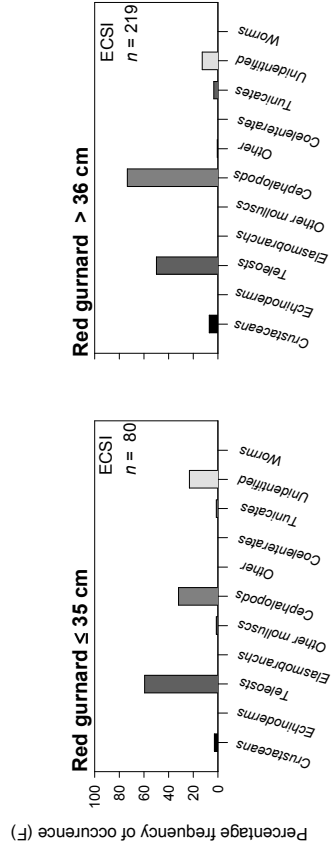 Percentage frequency of occurence (F)
Red gurnard ≤ 35 cm
100
80
60
40
20
0
ECSI
n = 80
Crustaceans
Echinoderms
Teleosts
Elasmobranchs
Other molluscs
Cephalopods
Other
Coelenterates
Tunicates
Unidentified
Worms
Red gurnard > 36 cm
ECSI
n = 219
Crustaceans
Echinoderms
Teleosts
Elasmobranchs
Other molluscs
Cephalopods
Other
Coelenterates
Tunicates
Unidentified
Worms